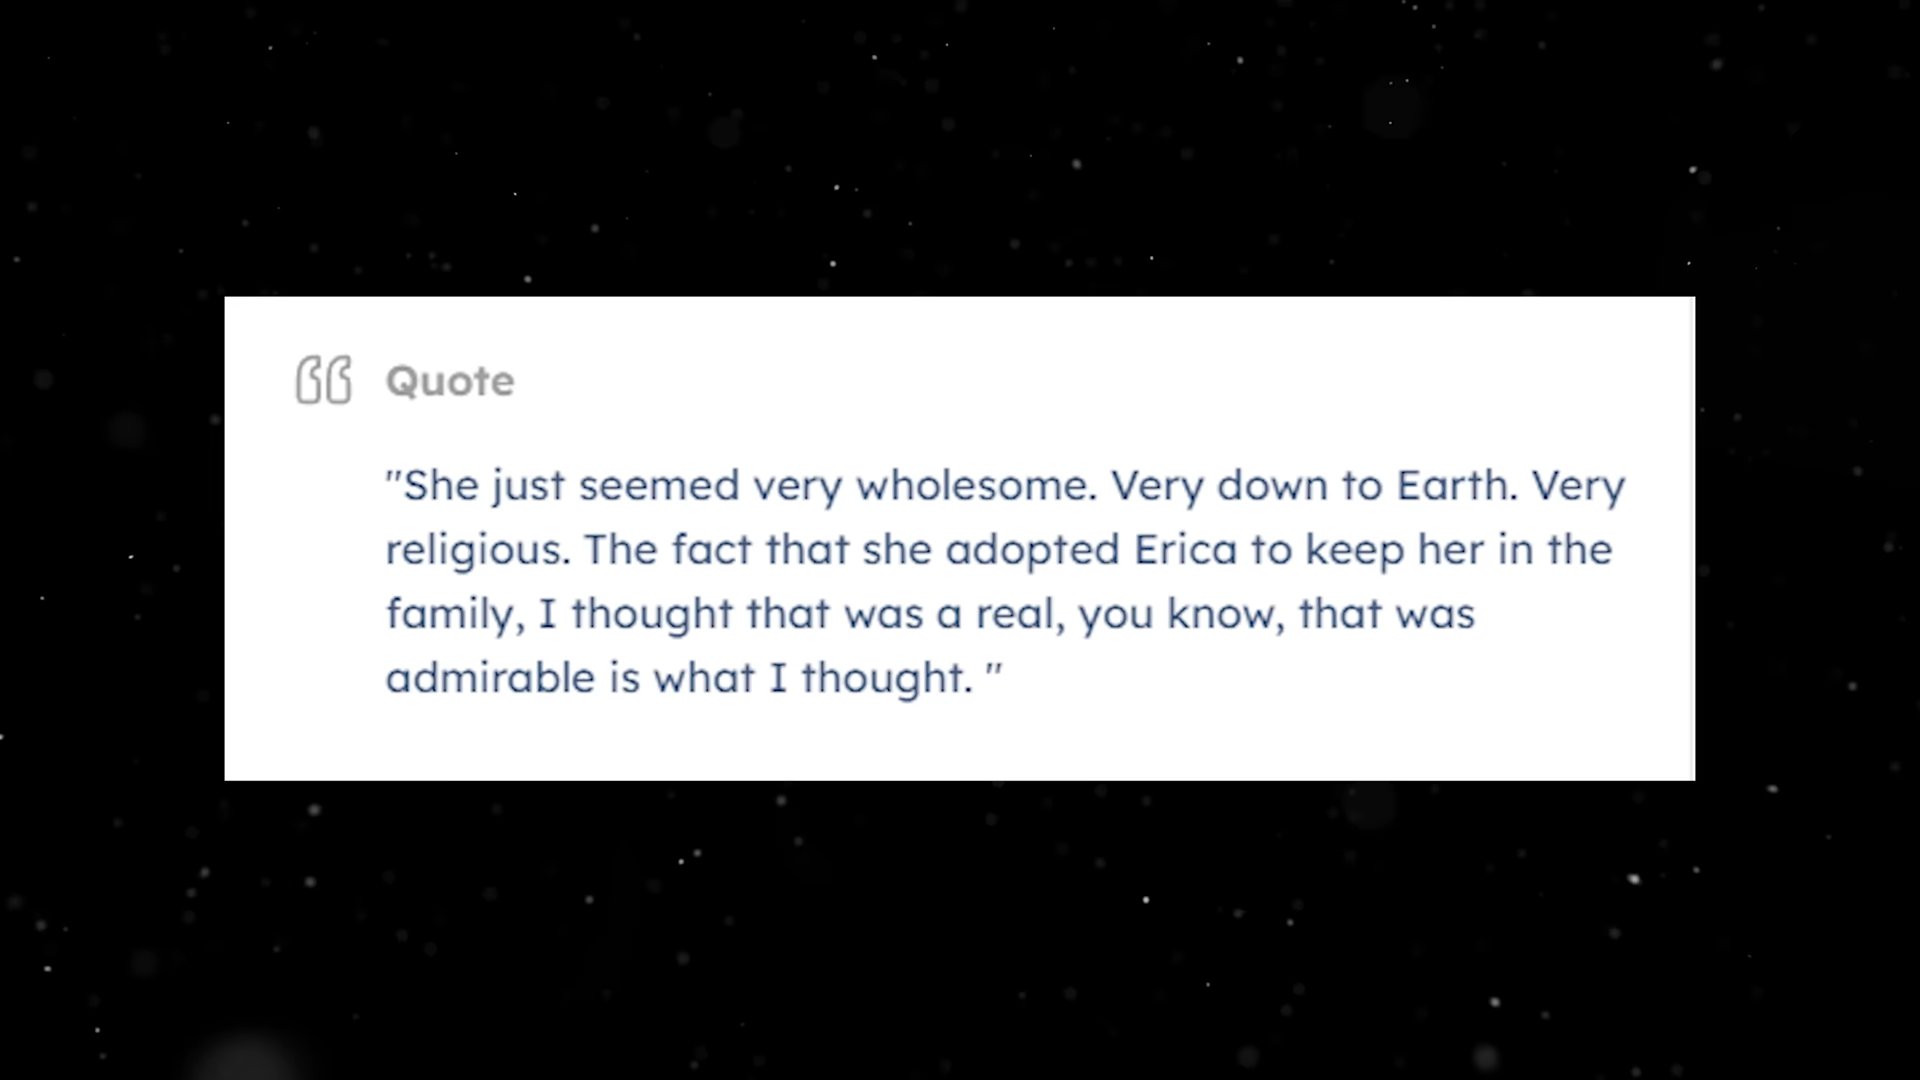 Quote
"She just seemed very wholesome. Very down to Earth. Very
religious. The fact that she adopted Erica to keep her in the
family, I thought that was a real, you know, that was
admirable is what I thought. "